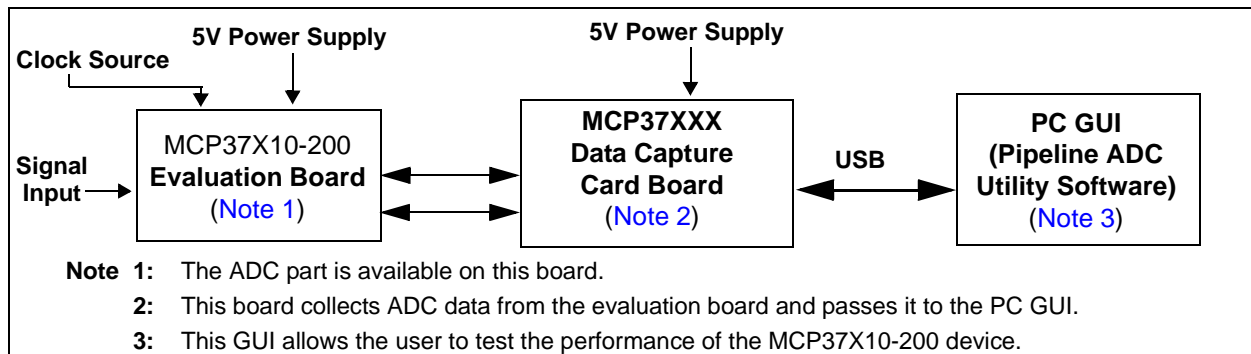 5V Power Supply
5V Power Supply
Clock Source
MCP37X10-200
Evaluation Board
(Note 1)
Signal
Input
MCP37XXX
Data Capture
Card Board
(Note 2)
USB
PC GUI
(Pipeline ADC
Utility Software)
(Note 3)
Note 1: The ADC part is available on this board.
2: This board collects ADC data from the evaluation board and passes it to the PC GUI.
3: This GUI allows the user to test the performance of the MCP37X10-200 device.